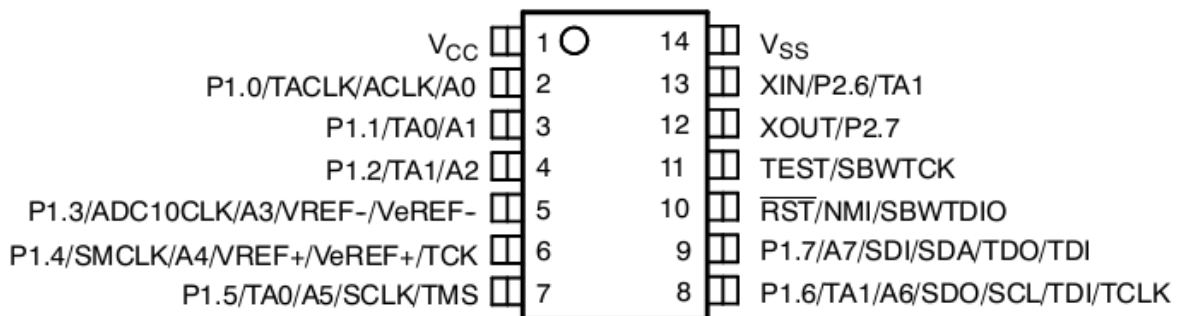 V_CC 1 14 V_SS
P1.0/TACLK/ACLK/A0 2 13 XIN/P2.6/TA1
P1.1/TA0/A1 3 12 XOUT/P2.7
P1.2/TA1/A2 4 11 TEST/SBWTCK
P1.3/ADC10CLK/A3/VREF-/VeREF- 5 10 RST/NMI/SBWTDIO
P1.4/SMCLK/A4/VREF+/VeREF+/TCK 6 9 P1.7/A7/SDI/SDA/TDO/TDI
P1.5/TA0/A5/SCLK/TMS 7 8 P1.6/TA1/A6/SDO/SCL/TDI/TCLK